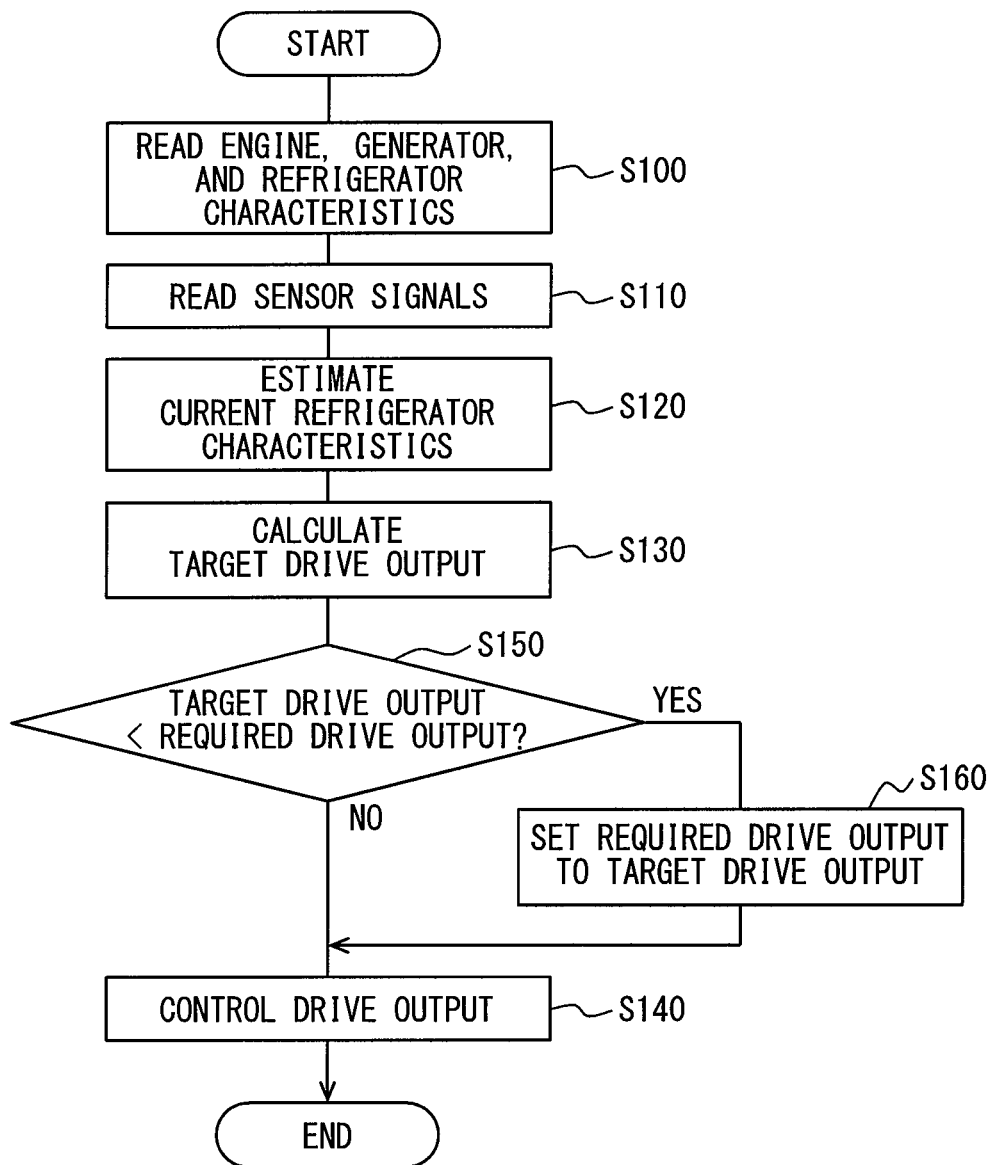 START
READ ENGINE, GENERATOR,
AND REFRIGERATOR
CHARACTERISTICS
S100
READ SENSOR SIGNALS
S110
ESTIMATE
CURRENT REFRIGERATOR
CHARACTERISTICS
S120
CALCULATE
TARGET DRIVE OUTPUT
S130
S150
TARGET DRIVE OUTPUT
< REQUIRED DRIVE OUTPUT?
YES
NO
S160
SET REQUIRED DRIVE OUTPUT
TO TARGET DRIVE OUTPUT
CONTROL DRIVE OUTPUT
S140
END